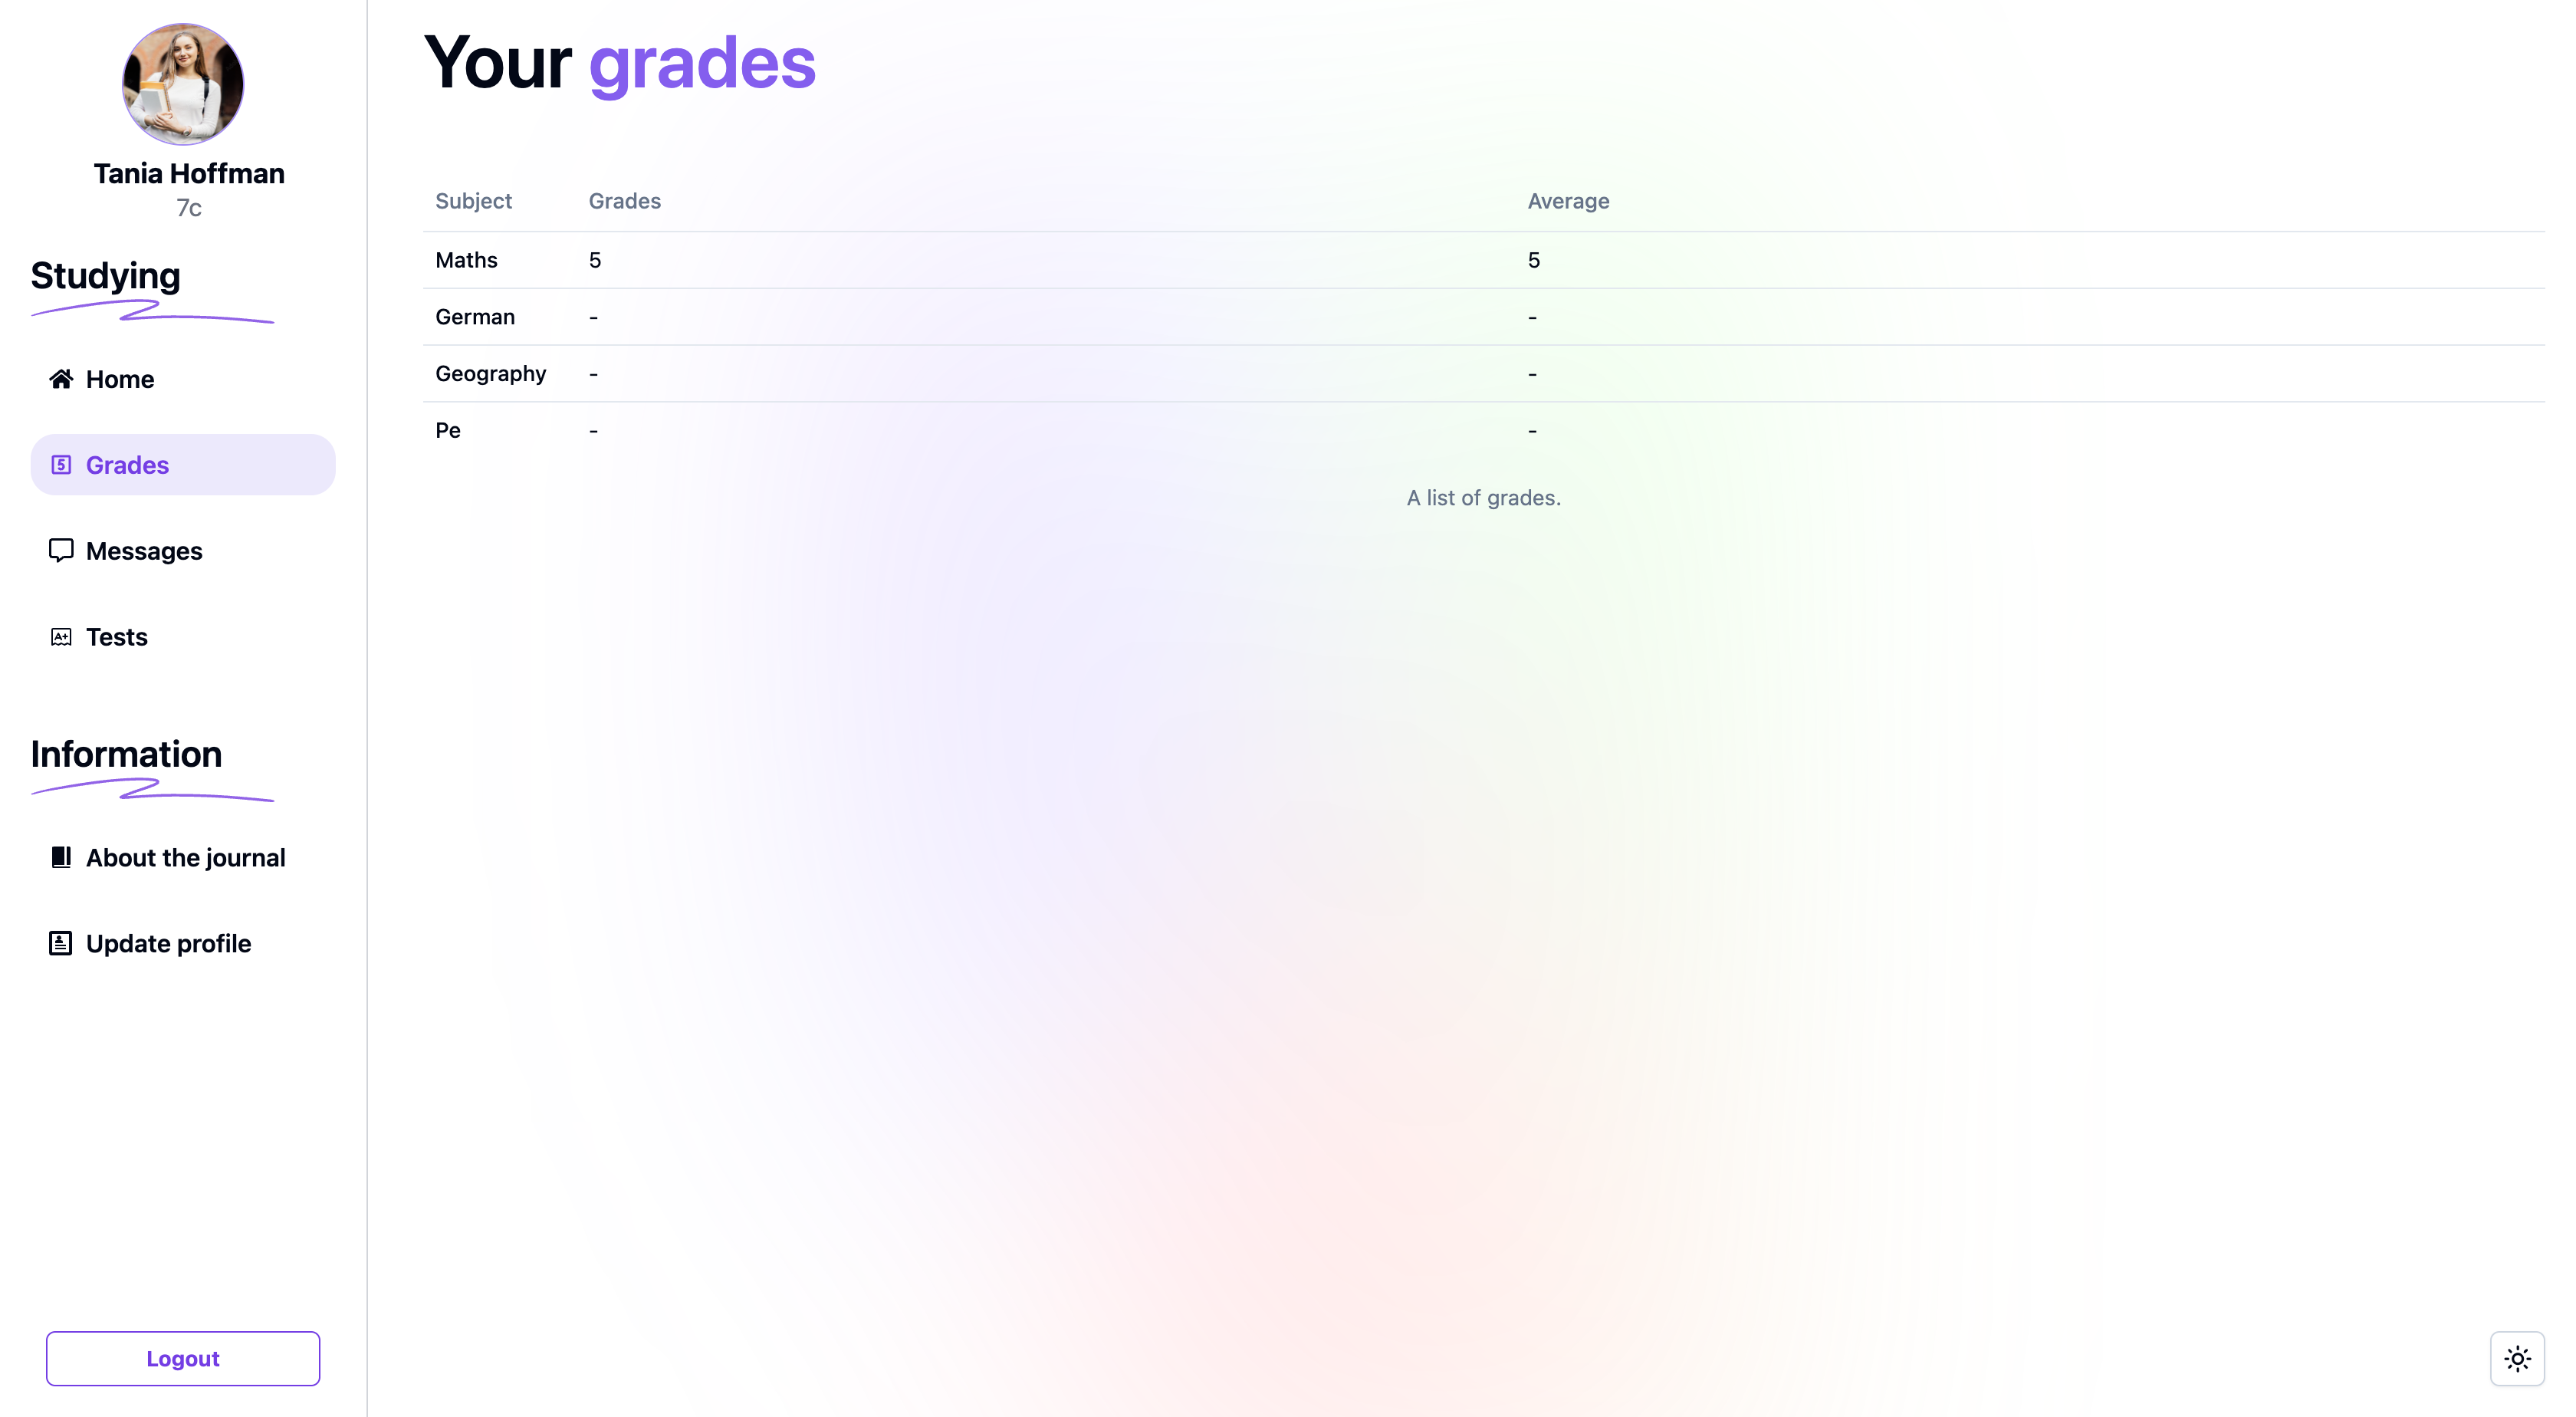 Tania Hoffman
7c
Studying
Home
Grades
Messages
Tests
Information
About the journal
Update profile
Logout
Your grades
Subject Grades Average
Maths 5 5
German - -
Geography - -
Pe - -
A list of grades.